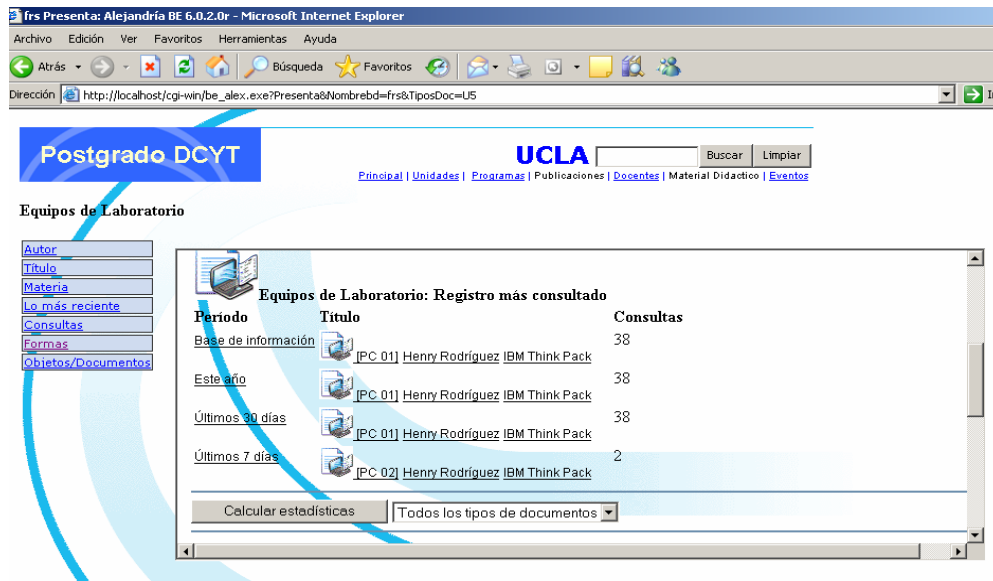 frs Presenta: Alejandría BE 6.0.2.0r - Microsoft Internet Explorer
Archivo Edición Ver Favoritos Herramientas Ayuda
Atrás Búsqueda Favoritos
Dirección http://localhost/cgi-win/be_alex.exe?Presenta&Nombrebd=frs&TiposDoc=U5
Postgrado DCYT
UCLA Buscar Limpiar
Principal | Unidades | Programas | Publicaciones | Docentes | Material Didactico | Eventos
Equipos de Laboratorio
Autor
Título
Materia
Lo más reciente
Consultas
Formas
Objetos/Documentos
Equipos de Laboratorio: Registro más consultado
Período Título Consultas
Base de información [PC 01] Henry Rodríguez IBM Think Pack 38
Este año [PC 01] Henry Rodríguez IBM Think Pack 38
Últimos 30 días [PC 01] Henry Rodríguez IBM Think Pack 38
Últimos 7 días [PC 02] Henry Rodríguez IBM Think Pack 2
Calcular estadísticas Todos los tipos de documentos